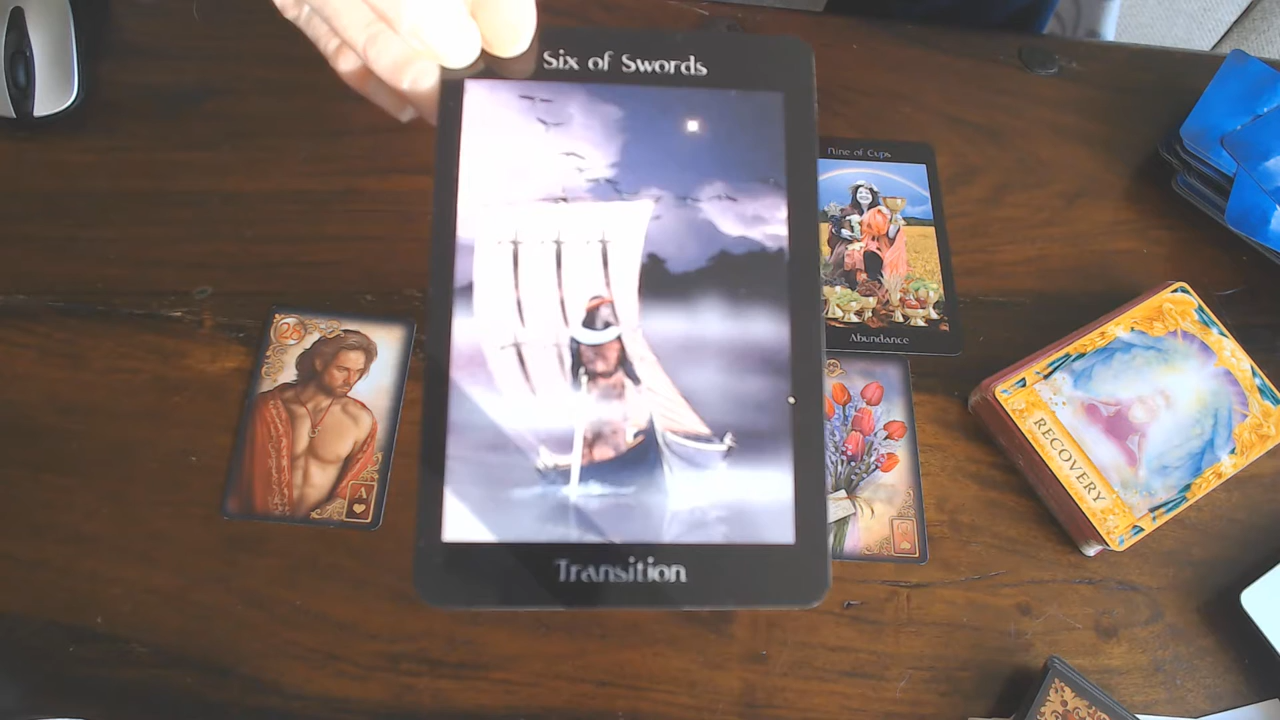 Six of Swords
Transition
Nine of Cups
Abundance
28
A
RECOVERY